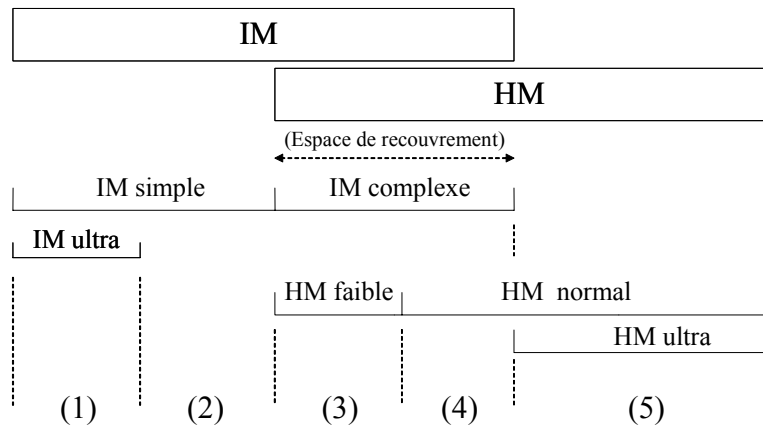 IM
HM
(Espace de recouvrement)
IM simple IM complexe
IM ultra
HM faible HM normal
HM ultra
(1) (2) (3) (4) (5)